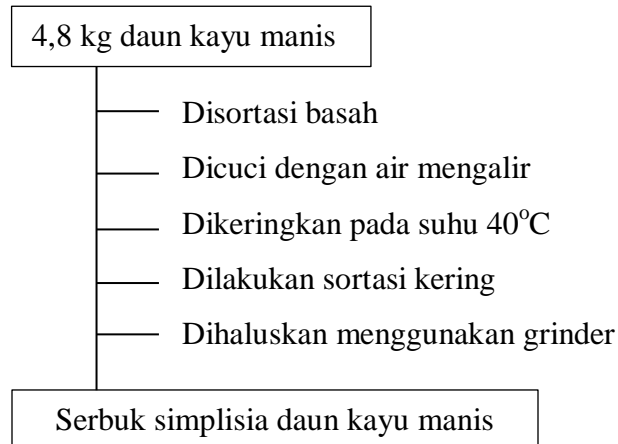 4,8 kg daun kayu manis
Disortasi basah
Dicuci dengan air mengalir
Dikeringkan pada suhu 40°C
Dilakukan sortasi kering
Dihaluskan menggunakan grinder
Serbuk simplisia daun kayu manis